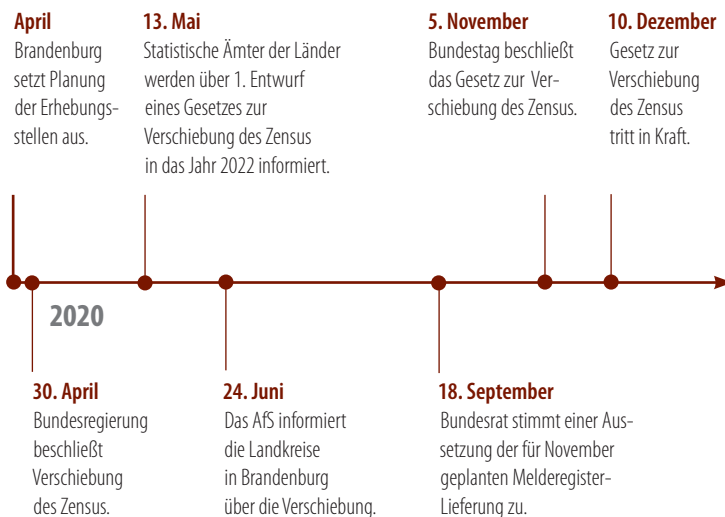 April
Brandenburg
setzt Planung
der Erhebungs-
stellen aus.
13. Mai
Statistische Ämter der Länder
werden über 1. Entwurf
eines Gesetzes zur
Verschiebung des Zensus
in das Jahr 2022 informiert.
5. November
Bundestag beschließt
das Gesetz zur Ver-
schiebung des Zensus.
10. Dezember
Gesetz zur
Verschiebung
des Zensus
tritt in Kraft.
2020
30. April
Bundesregierung
beschließt
Verschiebung
des Zensus.
24. Juni
Das AfS informiert
die Landkreise
in Brandenburg
über die Verschiebung.
18. September
Bundesrat stimmt einer Aus-
setzung der für November
geplanten Melderegister-
Lieferung zu.